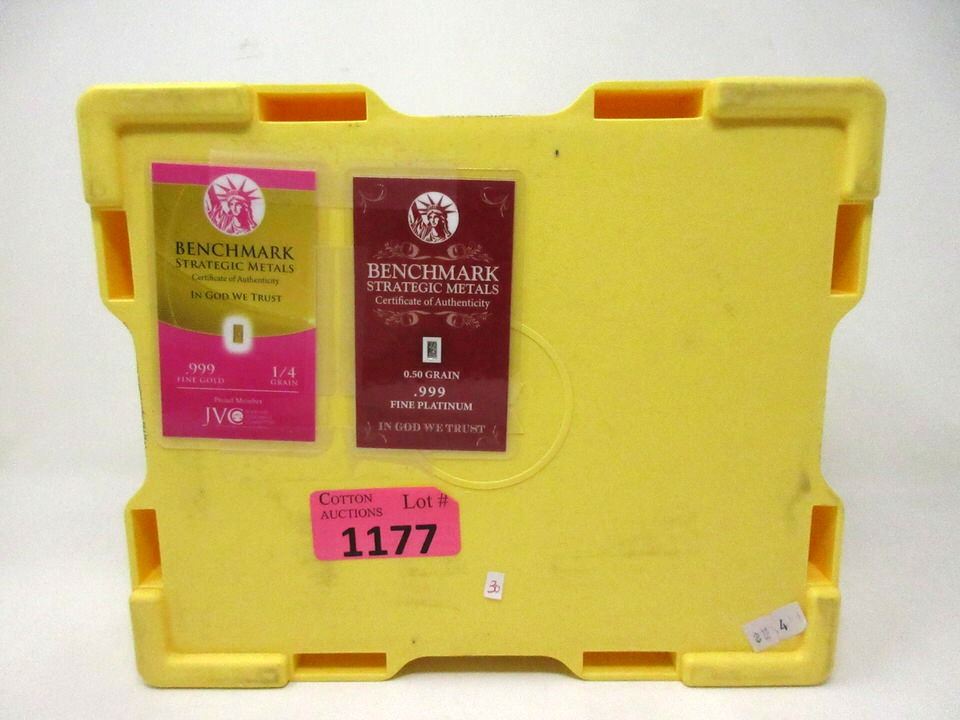 BENCHMARK
STRATEGIC METALS
Certificate of Authenticity
IN GOD WE TRUST
.999
FINE GOLD
1/4
GRAIN
Proud Member
JVC
BENCHMARK
STRATEGIC METALS
Certificate of Authenticity
0.50 GRAIN
.999
FINE PLATINUM
IN GOD WE TRUST
COTTON
AUCTIONS
Lot #
1177
30
4